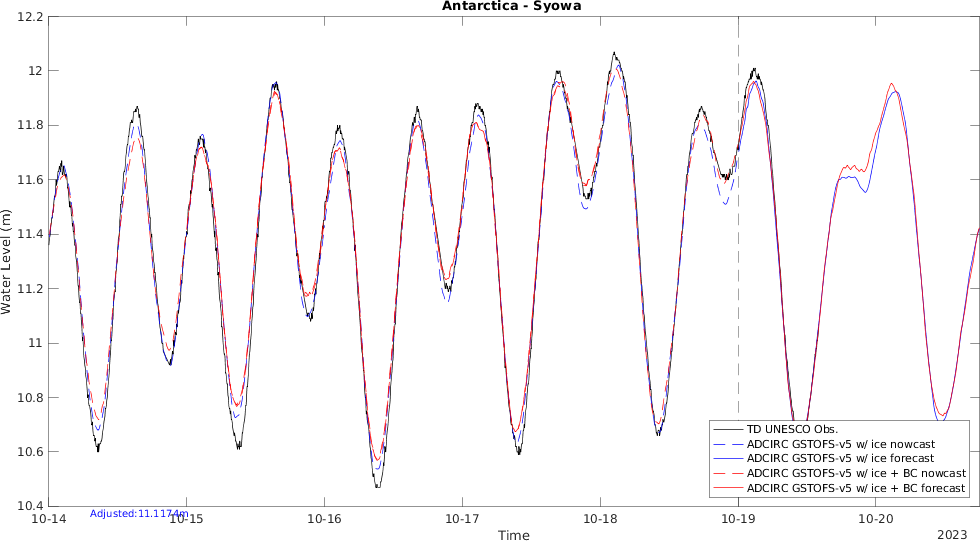 Antarctica - Syowa
Water Level (m)
12.2
12
11.8
11.6
11.4
11.2
11
10.8
10.6
10.4
TD UNESCO Obs.
ADCIRC GSTOFS-v5 w/ ice nowcast
ADCIRC GSTOFS-v5 w/ ice forecast
ADCIRC GSTOFS-v5 w/ ice + BC nowcast
ADCIRC GSTOFS-v5 w/ ice + BC forecast
10-14 10-15 10-16 10-17 10-18 10-19 10-20
Adjusted:11.1174m
Time
2023